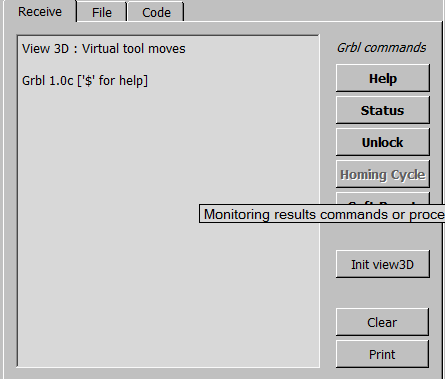 Receive
File
Code
View 3D : Virtual tool moves
Grbl 1.0c ['$' for help]
Grbl commands
Help
Status
Unlock
Homing Cycle
Monitoring results commands or proce
Init view3D
Clear
Print